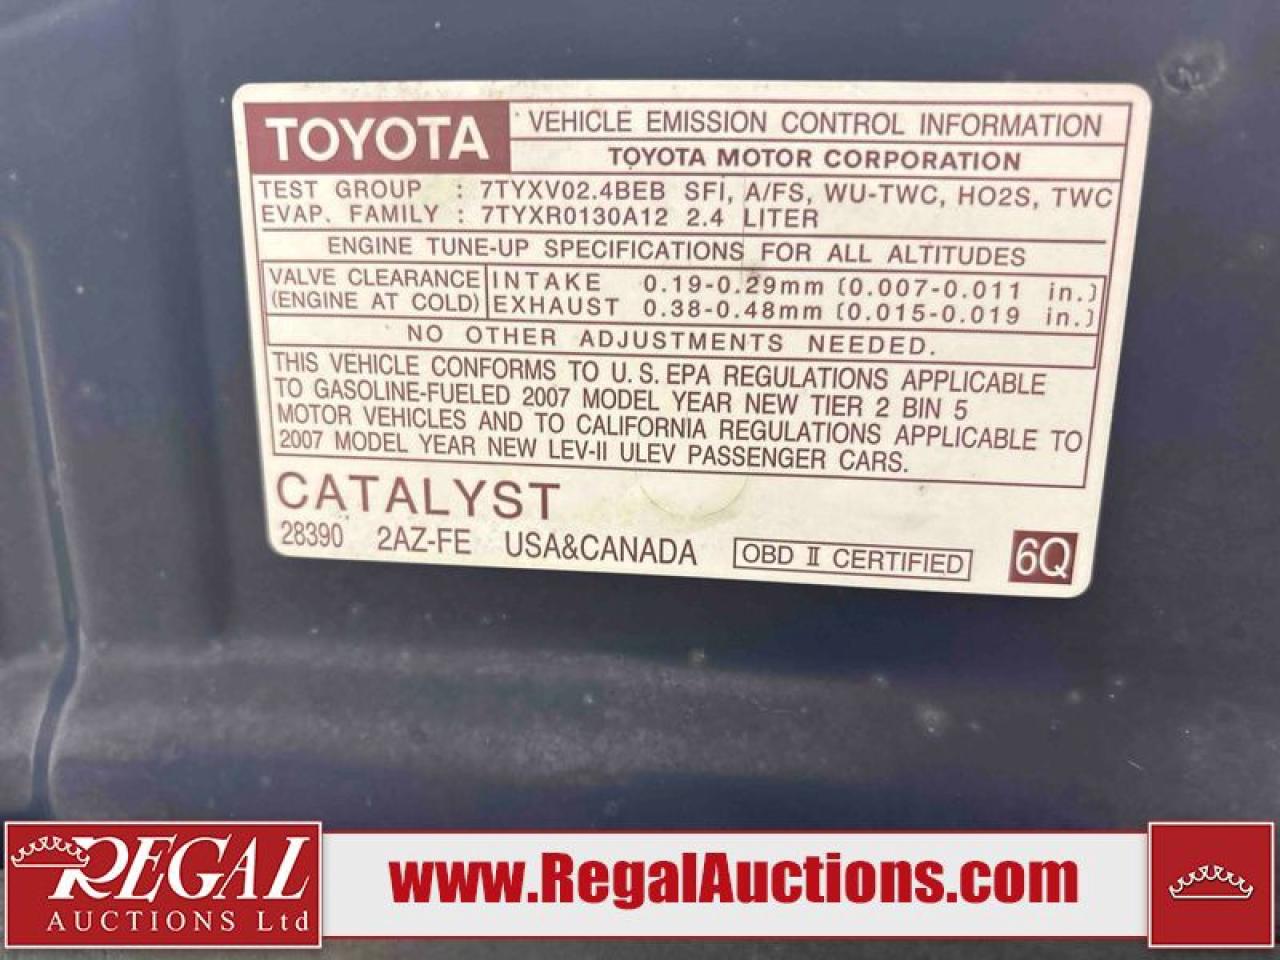 TOYOTA
VEHICLE EMISSION CONTROL INFORMATION
TOYOTA MOTOR CORPORATION
TEST GROUP : 7TYXV02.4BEB SFI, A/FS, WU-TWC, HO2S, TWC
EVAP. FAMILY : 7TYXR0130A12 2.4 LITER
ENGINE TUNE-UP SPECIFICATIONS FOR ALL ALTITUDES
VALVE CLEARANCE INTAKE 0.19-0.29mm (0.007-0.011 in.)
(ENGINE AT COLD) EXHAUST 0.38-0.48mm (0.015-0.019 in.)
NO OTHER ADJUSTMENTS NEEDED.
THIS VEHICLE CONFORMS TO U.S. EPA REGULATIONS APPLICABLE
TO GASOLINE-FUELED 2007 MODEL YEAR NEW TIER 2 BIN 5
MOTOR VEHICLES AND TO CALIFORNIA REGULATIONS APPLICABLE TO
2007 MODEL YEAR NEW LEV-II ULEV PASSENGER CARS.
CATALYST
28390 2AZ-FE USA&CANADA OBD II CERTIFIED 6Q
REGAL
AUCTIONS Ltd
www.RegalAuctions.com